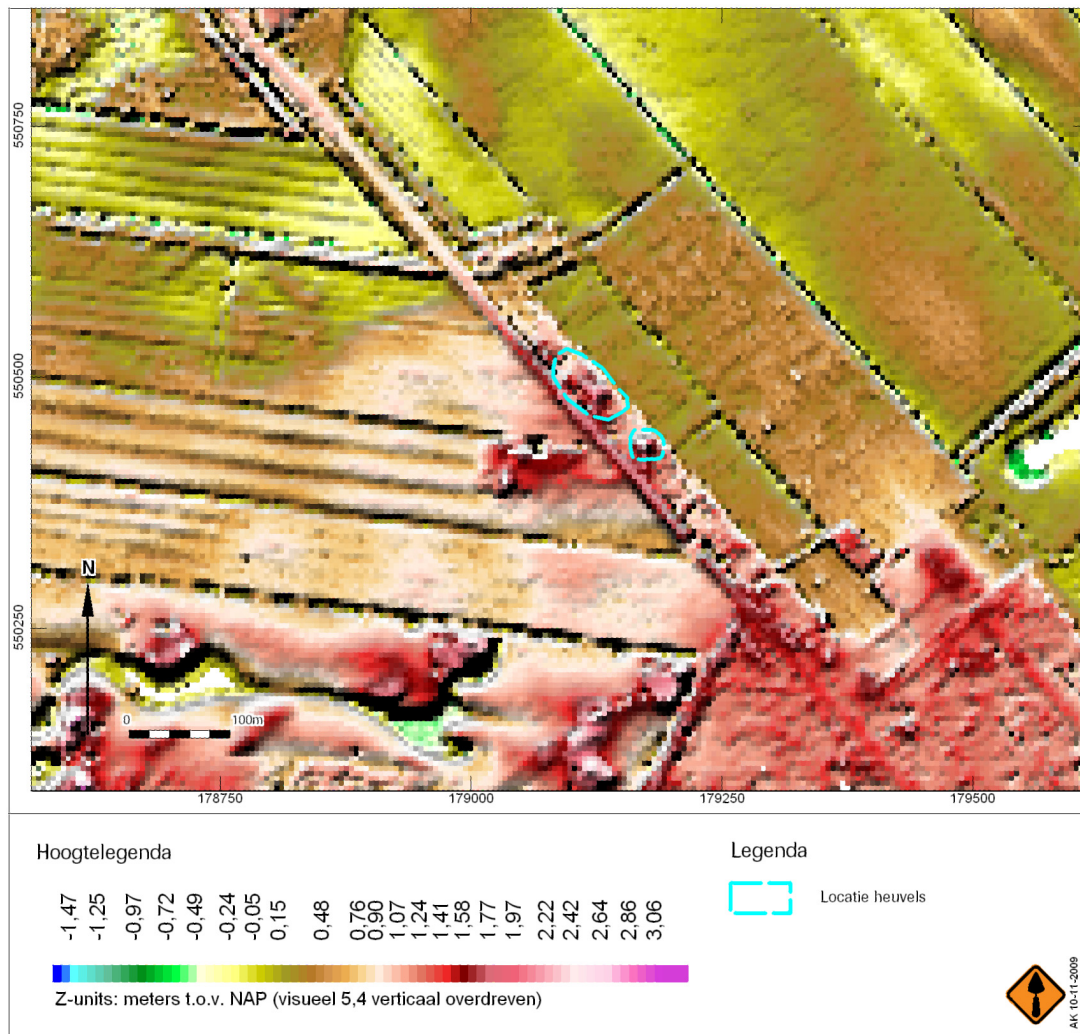 550750
550500
550250
N
0 100m
178750 179000 179250 179500
Hoogtelegenda
-1,47 -1,25 -0,97 -0,72 -0,49 -0,24 -0,05 0,15 0,48 0,76 0,90 1,07 1,24 1,41 1,58 1,77 1,97 2,22 2,42 2,64 2,86 3,06
Z-units: meters t.o.v. NAP (visueel 5,4 verticaal overdreven)
Legenda
Locatie heuvels
AK 10-11-2009